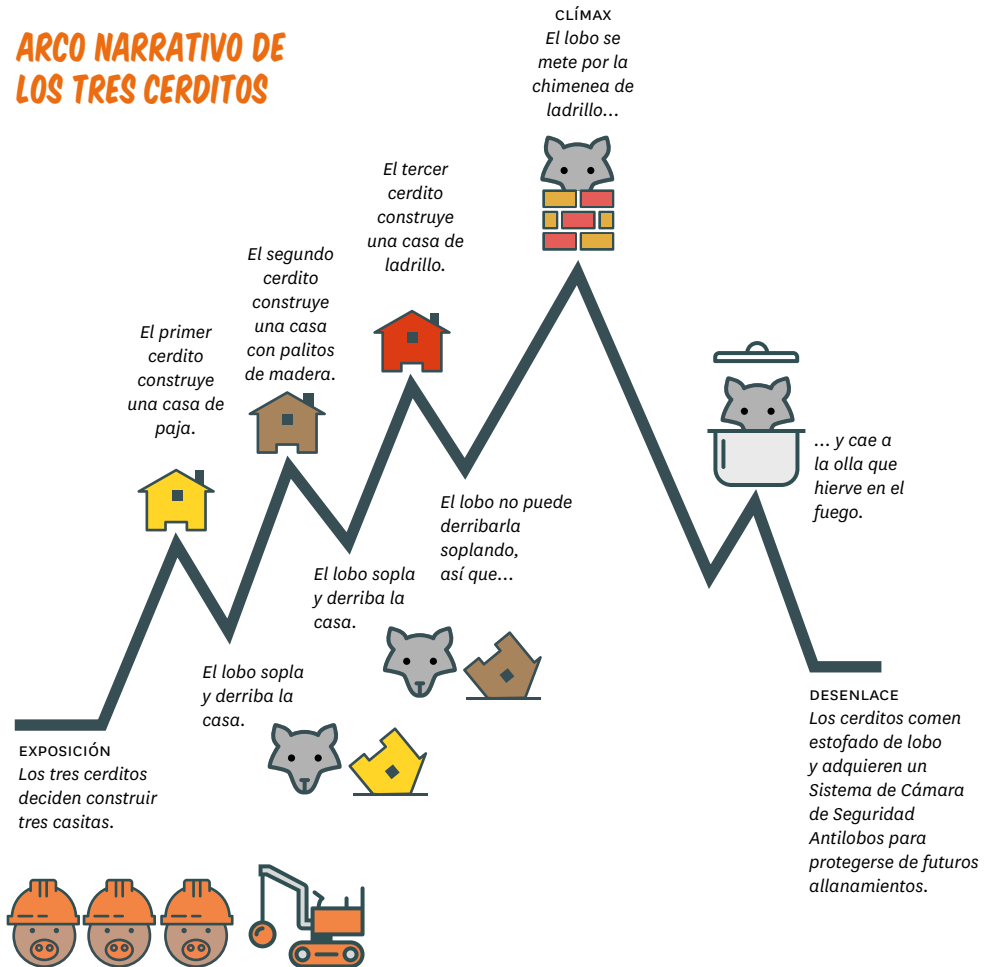 ARCO NARRATIVO DE
LOS TRES CERDITOS
EXPOSICIÓN
Los tres cerditos
deciden construir
tres casitas.
El primer
cerdito
construye
una casa de
paja.
El lobo sopla
y derriba la
casa.
El segundo
cerdito
construye
una casa
con palitos
de madera.
El lobo sopla
y derriba la
casa.
El tercer
cerdito
construye
una casa de
ladrillo.
El lobo no puede
derribarla
soplando,
así que...
CLÍMAX
El lobo se
mete por la
chimenea de
ladrillo...
... y cae a
la olla que
hierve en el
fuego.
DESENLACE
Los cerditos comen
estofado de lobo
y adquieren un
Sistema de Cámara
de Seguridad
Antilobos para
protegerse de futuros
allanamientos.